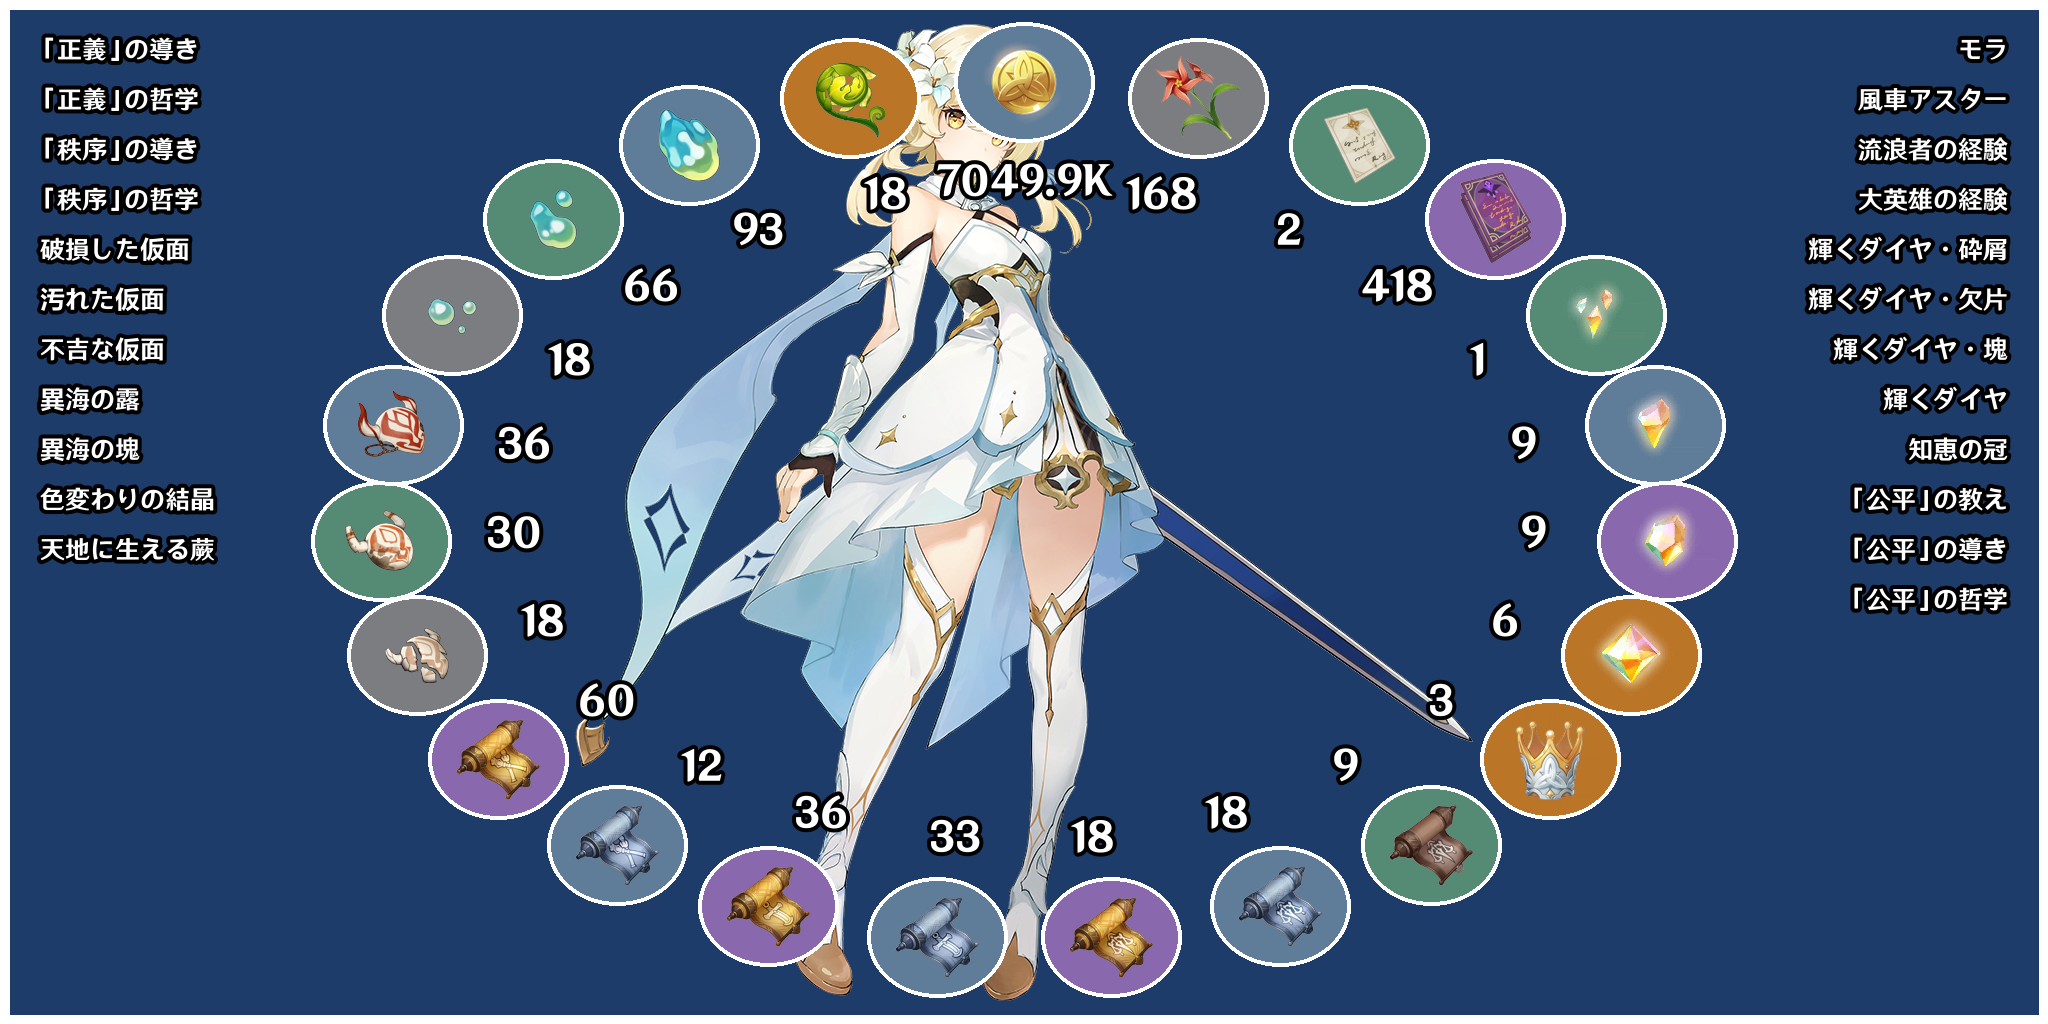 「正義」の導き
「正義」の哲学
「秩序」の導き
「秩序」の哲学
破損した仮面
汚れた仮面
不吉な仮面
異海の露
異海の塊
色変わりの結晶
天地に生える蕨
モラ
風車アスター
流浪者の経験
大英雄の経験
輝くダイヤ・砕屑
輝くダイヤ・欠片
輝くダイヤ・塊
輝くダイヤ
知恵の冠
「公平」の教え
「公平」の導き
「公平」の哲学
7049.9K
168
2
418
1
9
9
6
3
9
18
18
33
36
12
60
18
30
36
18
66
93
18